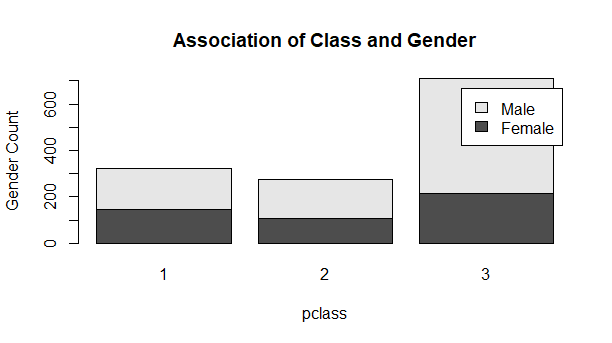 Association of Class and Gender
Gender Count
600
400
200
0
Male
Female
1 2 3
pclass